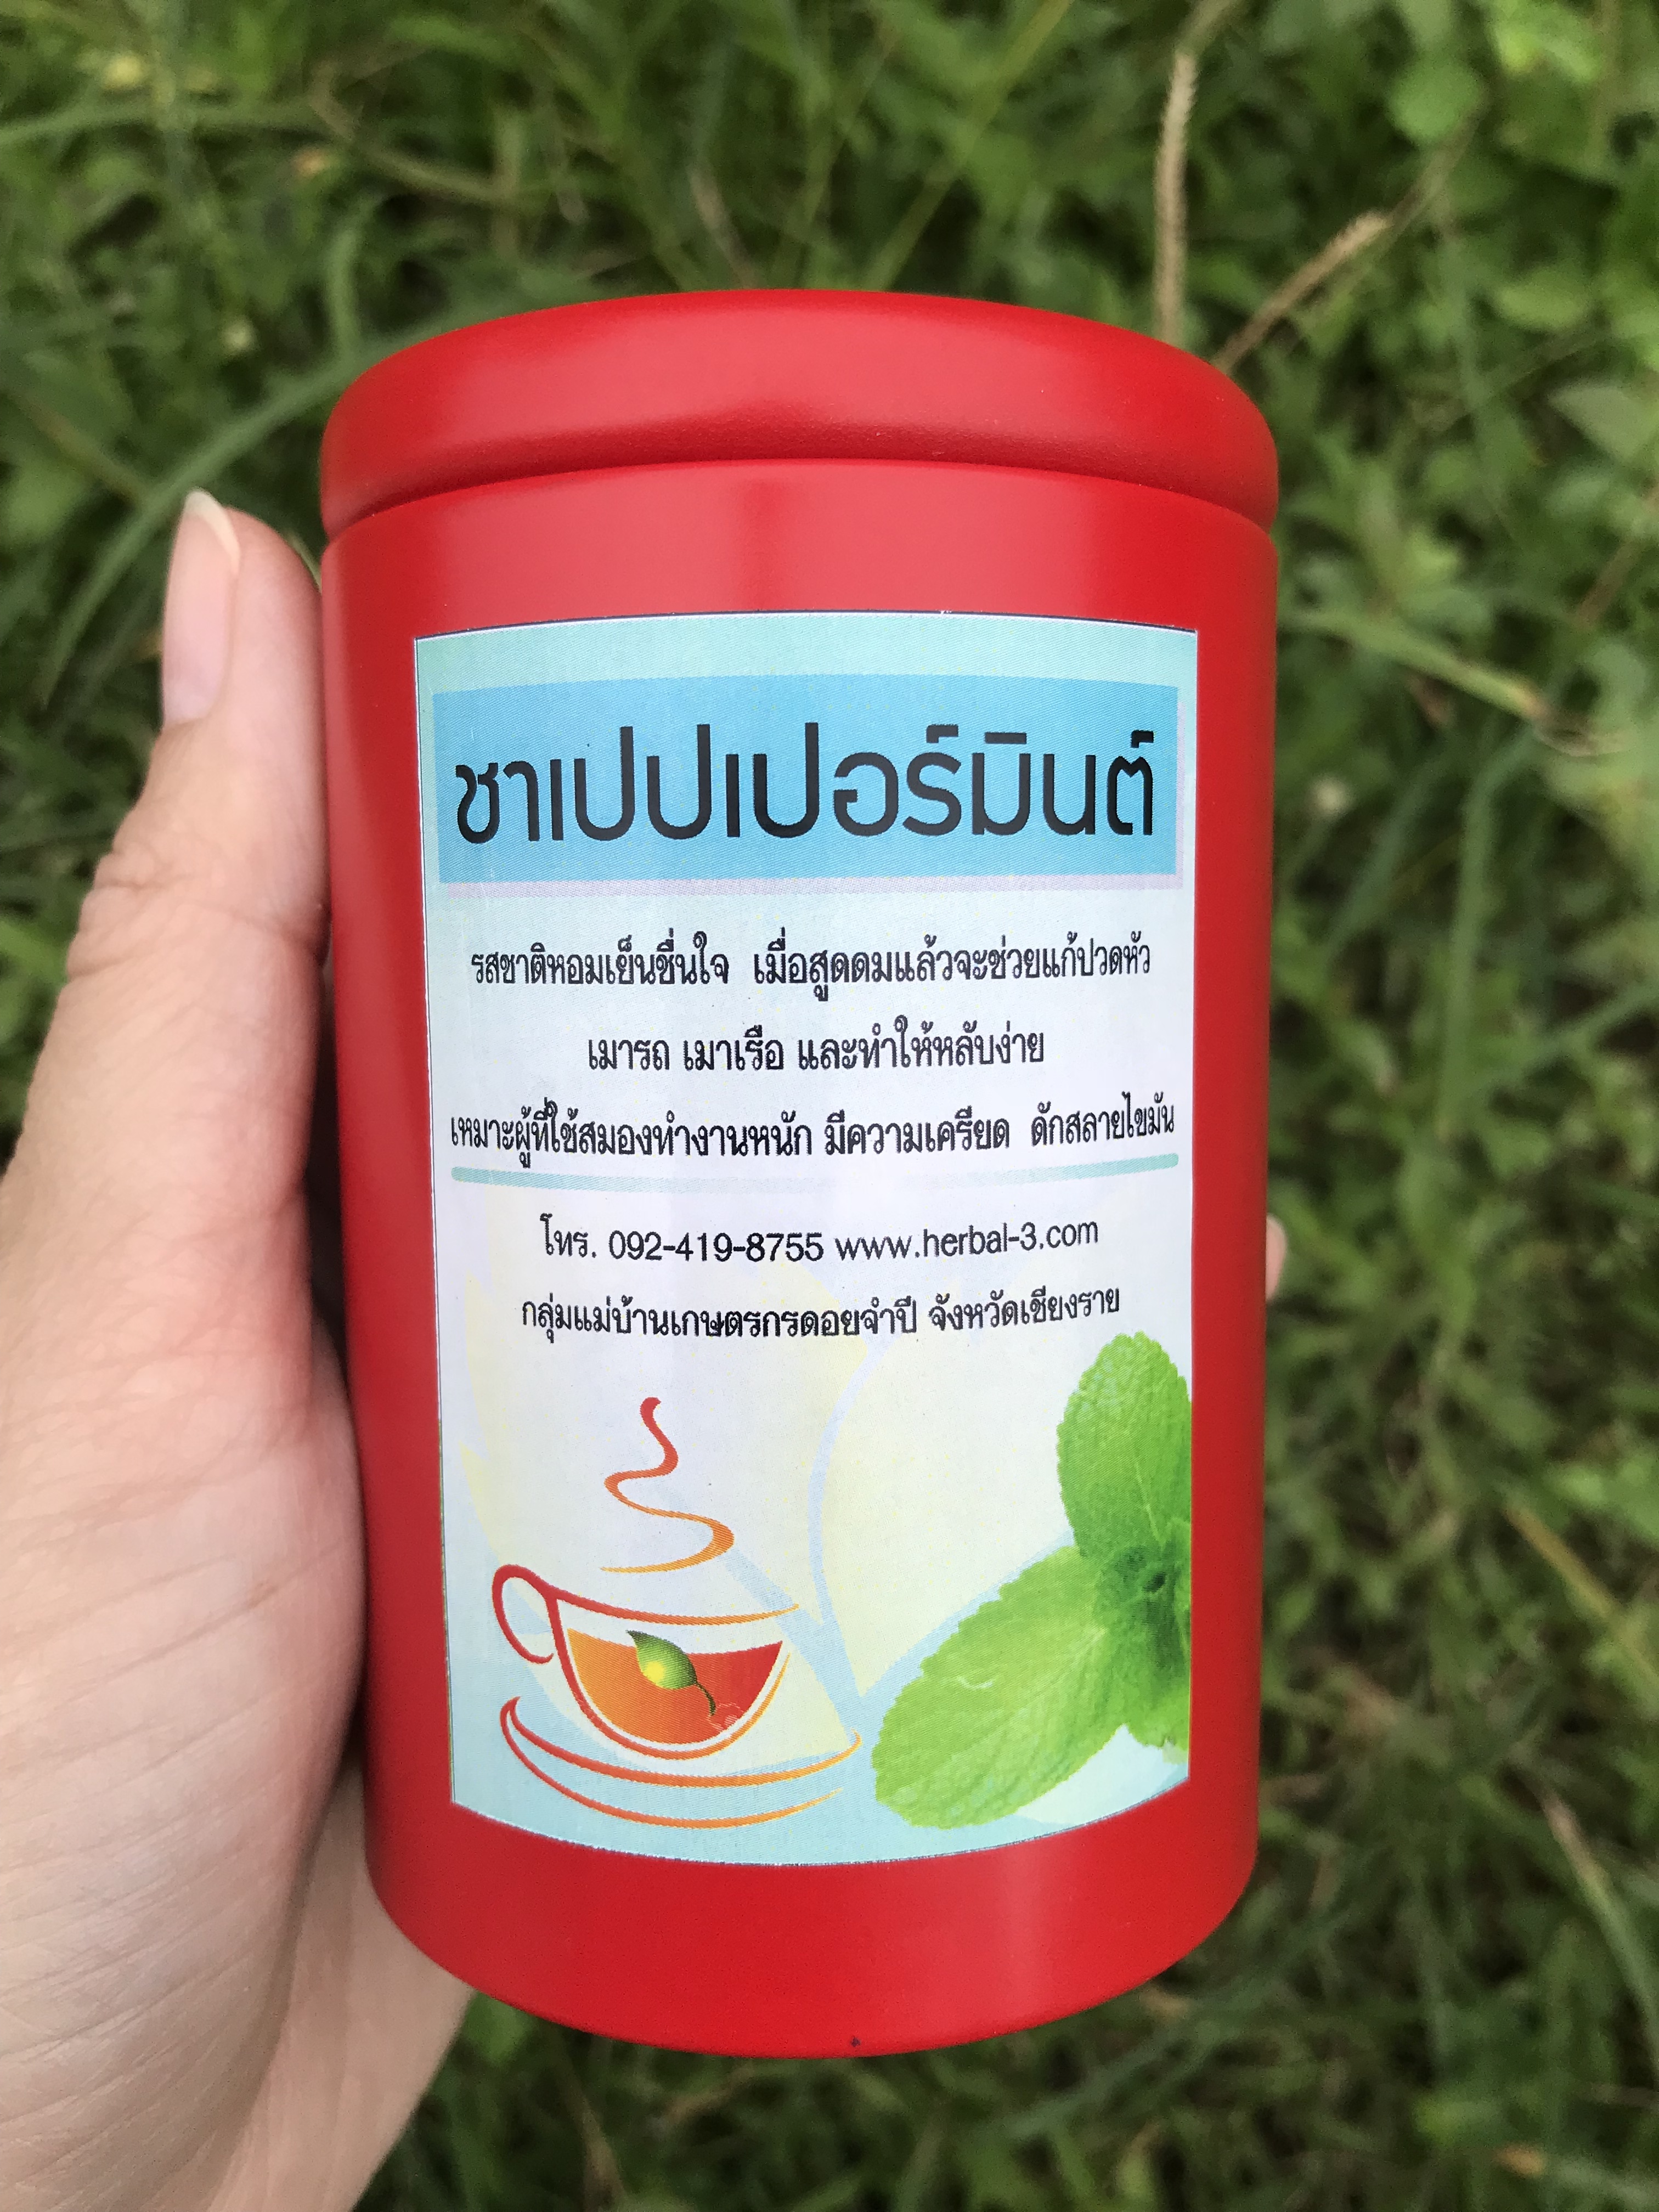 ชาเปปเปอร์มินต์
รสชาติหอมเย็นชื่นใจ เมื่อสูดดมแล้วจะช่วยแก้ปวดหัว
เมารถ เมาเรือ และทำให้หลับง่าย
เหมาะผู้ที่ใช้สมองทำงานหนัก มีความเครียด ดักสลายไขมัน
โทร. 092-419-8755 www.herbal-3.com
กลุ่มแม่บ้านเกษตรกรดอยจำปี จังหวัดเชียงราย